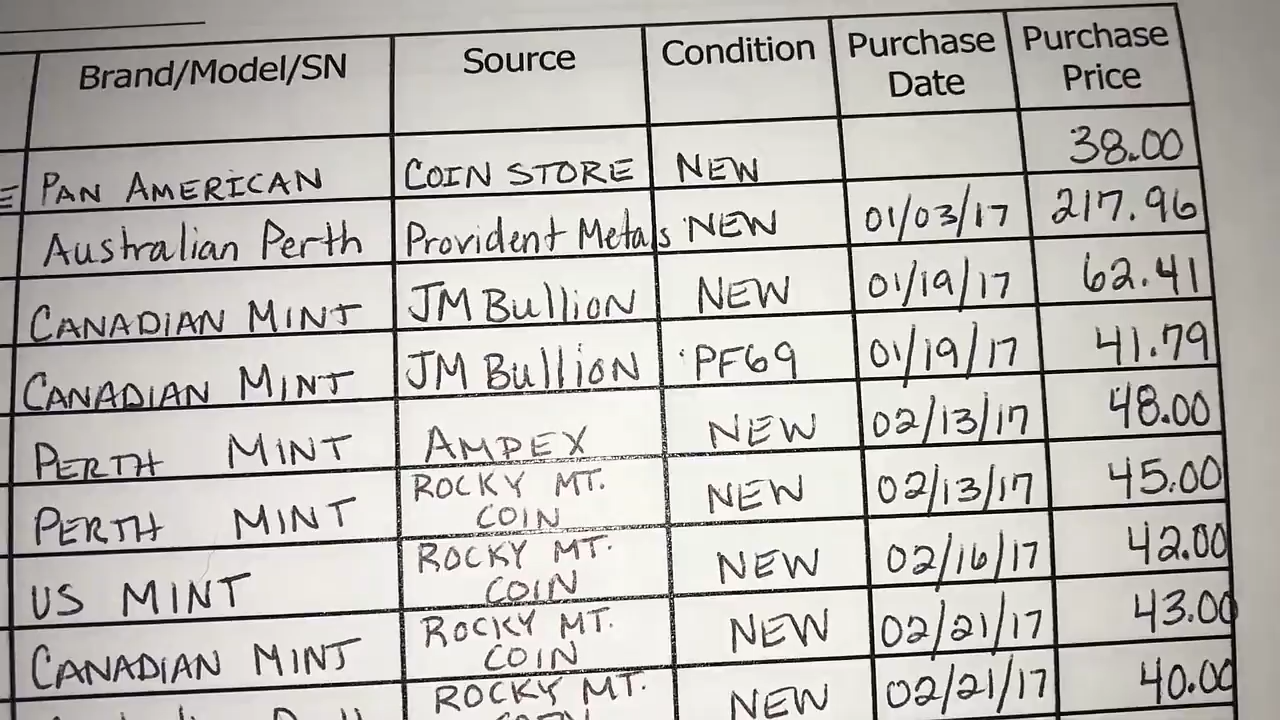 Brand/Model/SN Source Condition Purchase Date Purchase Price
E PAN AMERICAN COIN STORE NEW 38.00
Australian Perth Provident Metals NEW 01/03/17 217.96
CANADIAN MINT JM Bullion NEW 01/19/17 62.41
CANADIAN MINT JM Bullion PF69 01/19/17 41.79
PERTH MINT AMPEX NEW 02/13/17 48.00
PERTH MINT ROCKY MT. COIN NEW 02/13/17 45.00
US MINT ROCKY MT. COIN NEW 02/16/17 42.00
CANADIAN MINT ROCKY MT. COIN NEW 02/21/17 43.00
ROCKY MT. NEW 02/21/17 40.00